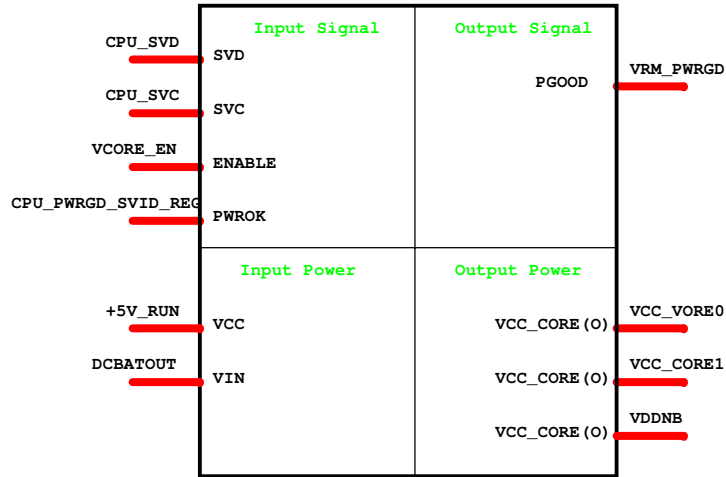 Input Signal
Output Signal
CPU_SVD
SVD
VRM_PWRGD
PGOOD
CPU_SVC
SVC
VCORE_EN
ENABLE
CPU_PWRGD_SVID_REG
PWROK
Input Power
Output Power
+5V_RUN
VCC
VCC_CORE(O)
VCC_VORE0
DCBATOUT
VIN
VCC_CORE(O)
VCC_CORE1
VCC_CORE(O)
VDDNB